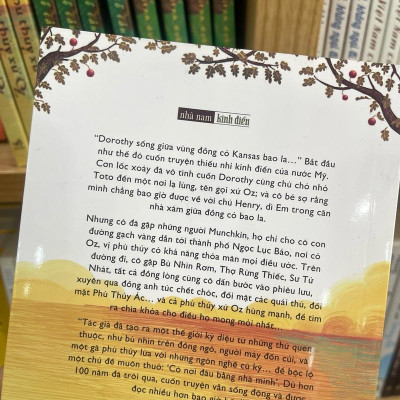 nhà nam kinh điển
“Dorothy sống giữa vùng đồng cỏ Kansas bao la...” Bắt đầu
như thế đó cuốn truyện thiếu nhi kinh điển của nước Mỹ.
Cơn lốc xoáy đã vô tình cuốn Dorothy cùng chú chó nhỏ
Toto đến một nơi lạ lùng, tên gọi xứ Oz; và cô bé sợ rằng
mình chẳng bao giờ được về với chú Henry, dì Em trong căn
nhà xám giữa đồng cỏ bao la.
Nhưng cô đã gặp những người Munchkin, họ chỉ cho cô con
đường gạch vàng dẫn tới thành phố Ngọc Lục Bảo, nơi có
Oz, vị phù thủy có khả năng thỏa mãn mọi điều ước. Trên
đường đi, cô gặp Bù Nhìn Rơm, Thợ Rừng Thiếc, Sư Tử
Nhát, tất cả đồng lòng cùng cô dấn bước vào phiêu lưu,
xuyên qua đồng anh túc chết chóc, đối mặt các quái thú, đối
mặt Phù Thủy Ác... và cả phù thủy xứ Oz hùng mạnh, để tìm
ra chìa khóa cho điều họ mong mỏi nhất...
“Tác giả đã tạo ra một thế giới kỳ diệu từ những thứ quen
thuộc, như bù nhìn trên đồng ngô, người máy đốn củi, và
một gã phù thủy lừa với những ngón nghề cũ kỹ... để bộc lộ
một chủ đề muôn thuở: ‘Có nơi đâu bằng nhà mình’. Dù hơn
100 năm đã trôi qua, cuốn truyện vẫn sống động và được
đọc nhiều hơn bao giờ